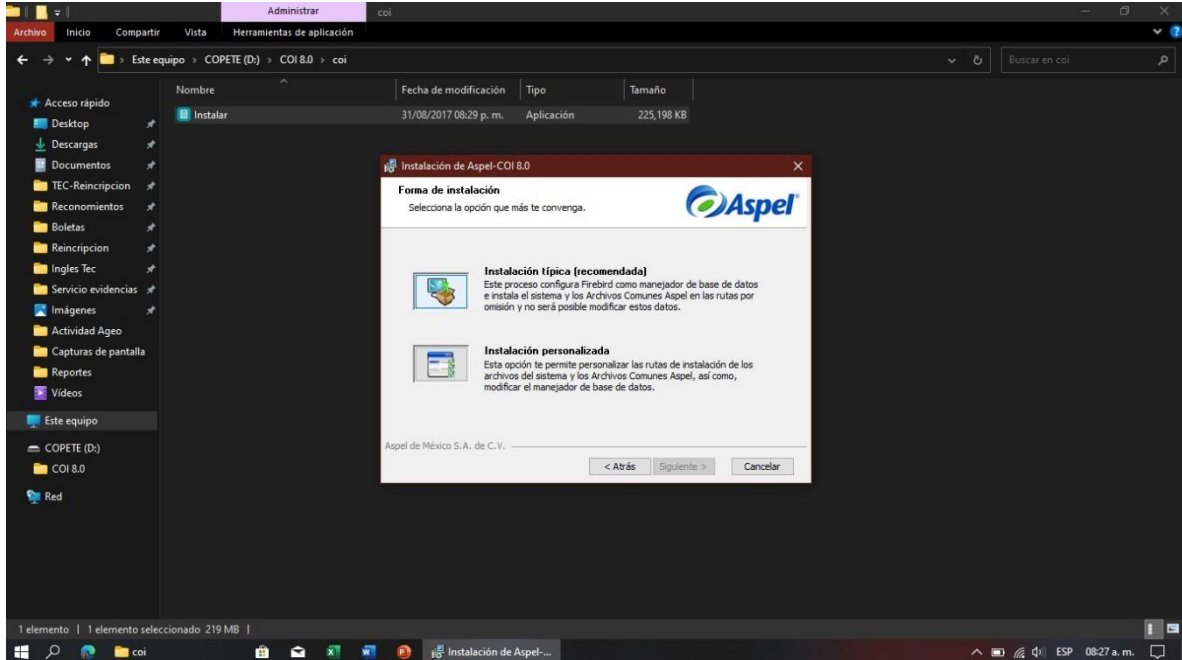 Administrar
coi
Archivo Inicio Compartir Vista Herramientas de aplicación
Este equipo > COPETE (D:) > COI 8.0 > coi
Buscar en coi
Nombre Fecha de modificación Tipo Tamaño
Instalar 31/08/2017 08:29 p. m. Aplicación 225,198 KB
Acceso rápido
Desktop
Descargas
Documentos
TEC-Reincripcion
Reconomientos
Boletas
Reincripcion
Ingles Tec
Servicio evidencias
Imágenes
Actividad Ageo
Capturas de pantalla
Reportes
Vídeos
Este equipo
COPETE (D:)
COI 8.0
Red
Instalación de Aspel-COI 8.0
Forma de instalación
Selecciona la opción que más te convenga.
Aspel
Instalación típica (recomendada)
Este proceso configura Firebird como manejador de base de datos
e instala el sistema y los Archivos Comunes Aspel en las rutas por
omisión y no será posible modificar estos datos.
Instalación personalizada
Esta opción te permite personalizar las rutas de instalación de los
archivos del sistema y los Archivos Comunes Aspel, así como,
modificar el manejador de base de datos.
Aspel de México S.A. de C.V.
< Atrás Siguiente > Cancelar
1 elemento | 1 elemento seleccionado 219 MB |
coi
Instalación de Aspel-...
ESP 08:27 a. m.